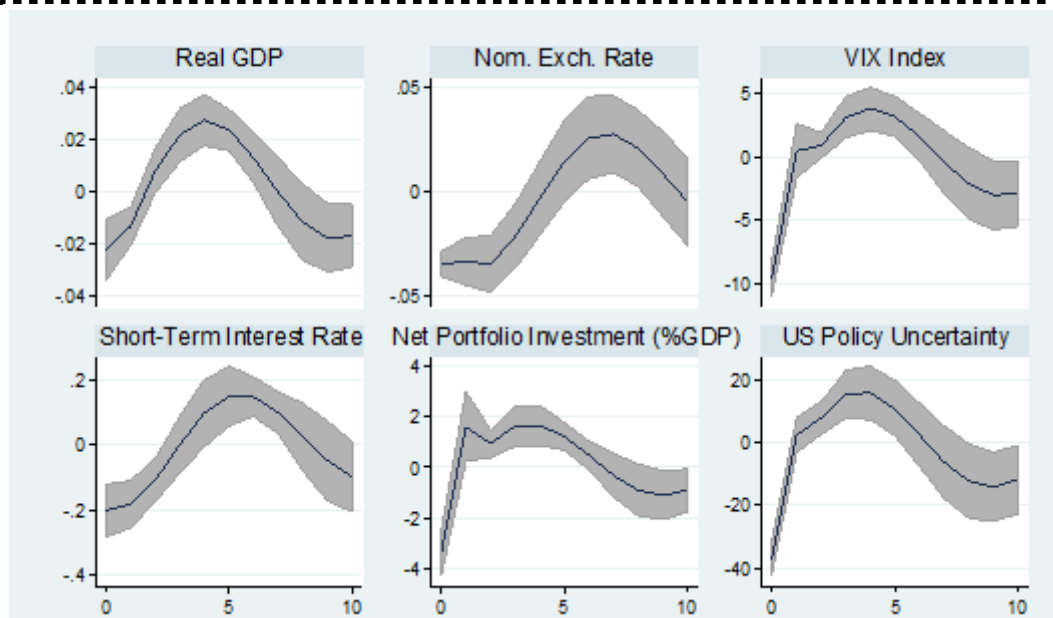 Real GDP
Nom. Exch. Rate
VIX Index
.04
.02
0
-.02
-.04
.05
0
-.05
5
0
-5
-10
Short-Term Interest Rate
Net Portfolio Investment (%GDP)
US Policy Uncertainty
.2
0
-.2
-.4
4
2
0
-2
-4
20
0
-20
-40
0 5 10
0 5 10
0 5 10